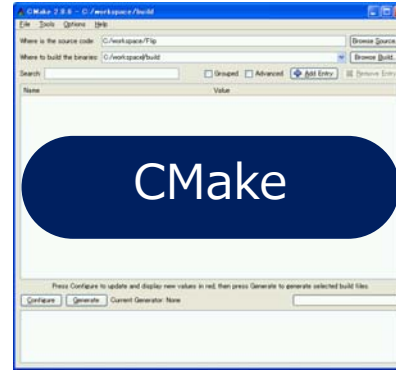 CMake 2.8.8 - C:/workspace/build
File Tools Options Help
Where is the source code: C:/workspace/Flip Browse Source
Where to build the binaries: C:/workspace/build Browse Build...
Search: Grouped Advanced Add Entry Remove Entry
Name Value
CMake
Press Configure to update and display new values in red, then press Generate to generate selected build files.
Configure Generate Current Generator: None